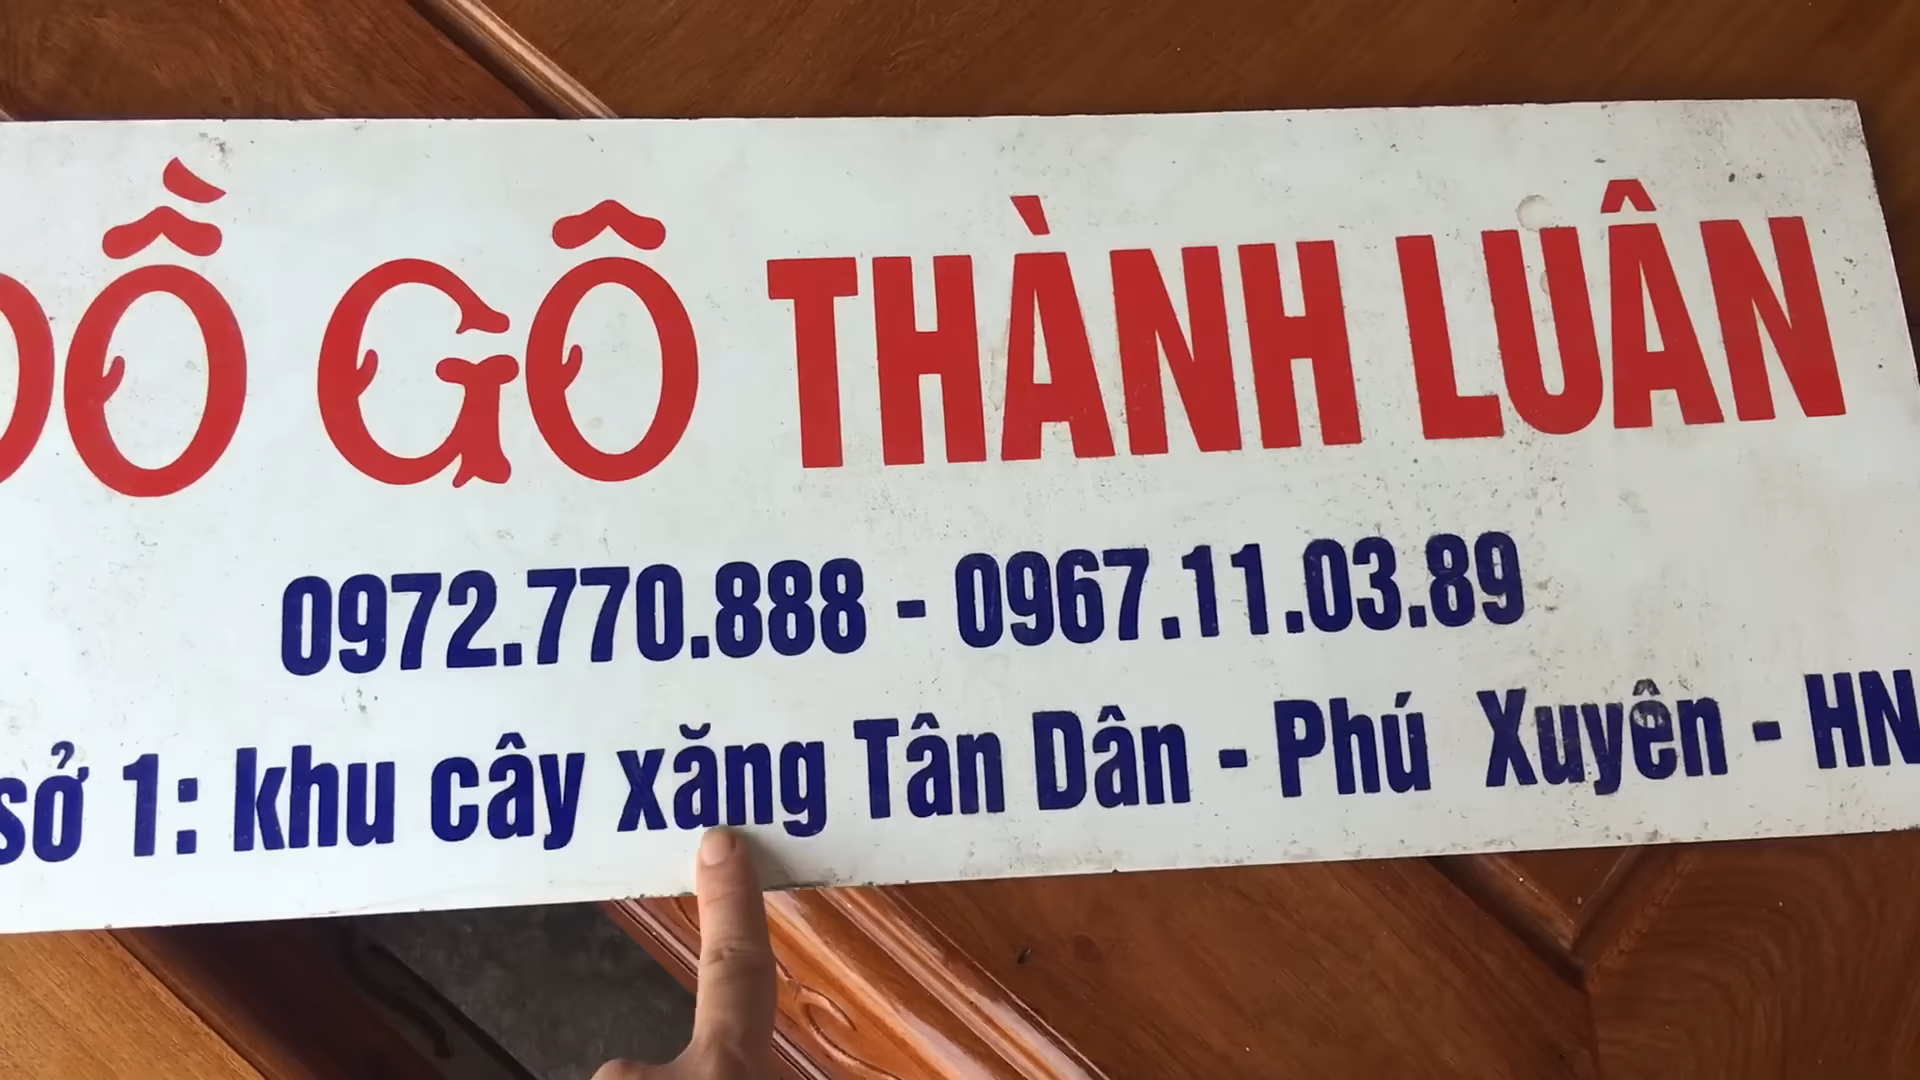 ĐỒ GÔ THÀNH LUÂN
0972.770.888 - 0967.11.03.89
sở 1: khu cây xăng Tân Dân - Phú Xuyên - HN